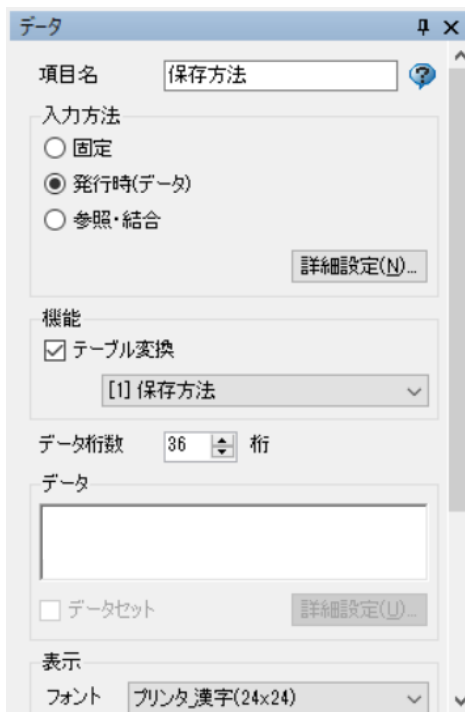 データ
項目名 保存方法
入力方法
固定
発行時(データ)
参照・結合
詳細設定(N)...
機能
テーブル変換
[1] 保存方法
データ桁数 36 桁
データ
データセット 詳細設定(U)...
表示
フォント プリンタ漢字(24x24)